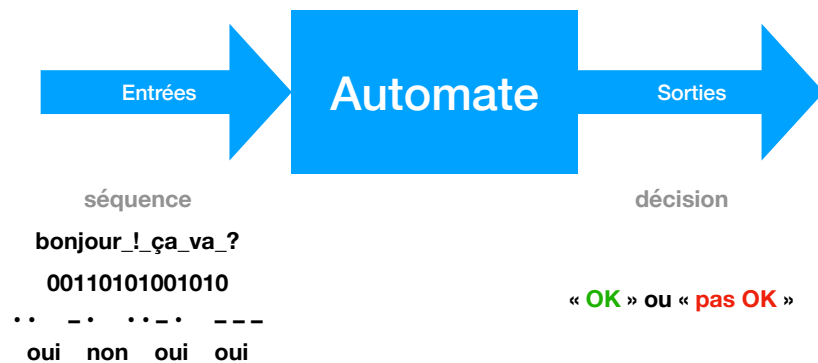 Entrées
Automate
Sorties
séquence
décision
bonjour_!_ça_va_?
00110101001010
« OK » ou « pas OK »
· · – · · · – · – – –
oui non oui oui